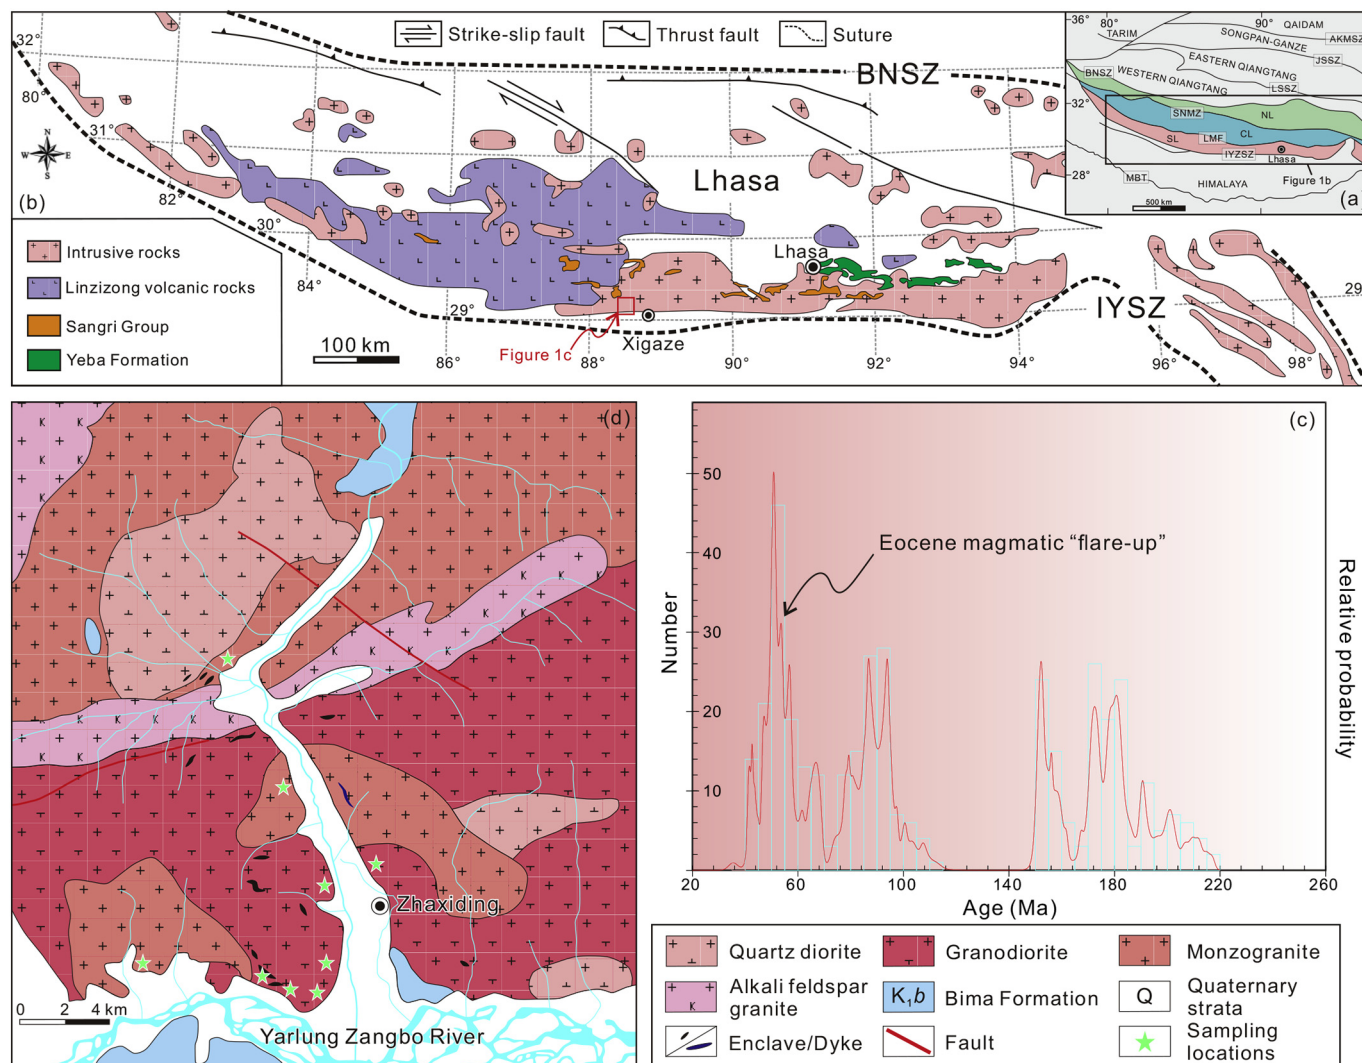 Strike-slip fault
Thrust fault
Suture
BNSZ
32°
80°
31°
82°
30°
84°
29°
86°
88°
90°
92°
94°
96°
98°
29
N
W E
S
(b)
Lhasa
Lhasa
Xigaze
IYSZ
Figure 1c
100 km
Intrusive rocks
Linzizong volcanic rocks
Sangri Group
Yeba Formation
36°
80°
90°
QAIDAM
TARIM
SONGPAN-GANZE
AKMSZ
EASTERN QIANGTANG
JSSZ
BNSZ
WESTERN QIANGTANG
LSSZ
32°
SNMZ
NL
SL
LMF
CL
IYZSZ
Lhasa
28°
MBT
HIMALAYA
Figure 1b
500 km
(a)
(d)
K
Zhaxiding
0 2 4 km
Yarlung Zangbo River
(c)
50
40
30
20
10
Number
Relative probability
Eocene magmatic “flare-up”
20 60 100 140 180 220 260
Age (Ma)
Quartz diorite
Granodiorite
Monzogranite
Alkali feldspar
granite
K
K₁b
Bima Formation
Q
Quaternary
strata
Enclave/Dyke
Fault
Sampling
locations